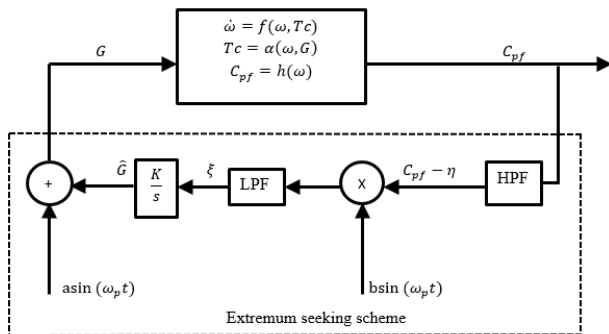 ω̇ = f(ω, Tc)
Tc = α(ω, G)
C_pf = h(ω)
G
C_pf
Ĝ
K/s
ξ
LPF
C_pf − η
HPF
+
X
asin (ω_p t)
bsin (ω_p t)
Extremum seeking scheme